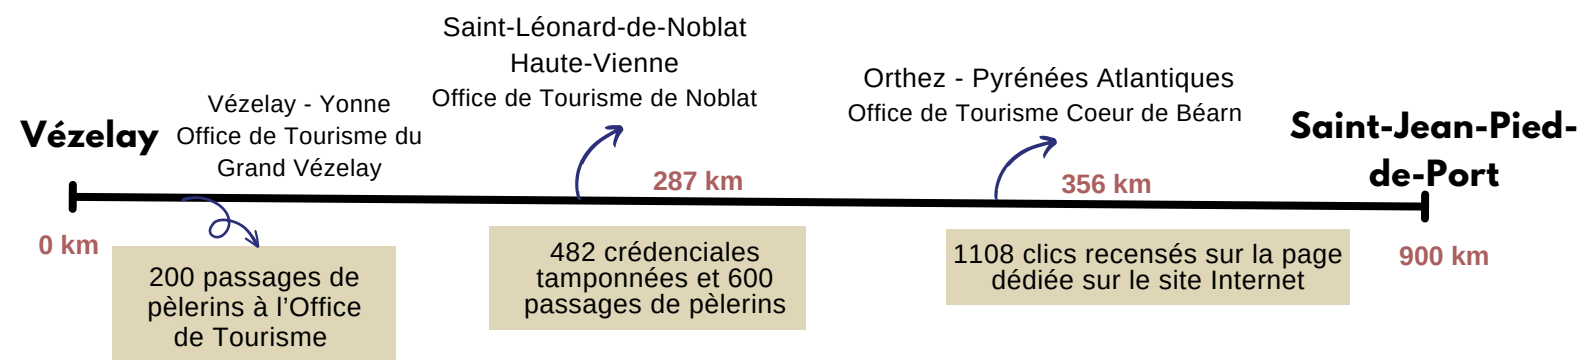 Vézelay
0 km
Vézelay - Yonne
Office de Tourisme du
Grand Vézelay
200 passages de
pèlerins à l'Office
de Tourisme
Saint-Léonard-de-Noblat
Haute-Vienne
Office de Tourisme de Noblat
287 km
482 crédenciales
tamponnées et 600
passages de pèlerins
Orthez - Pyrénées Atlantiques
Office de Tourisme Coeur de Béarn
356 km
1108 clics recensés sur la page
dédiée sur le site Internet
Saint-Jean-Pied-
de-Port
900 km